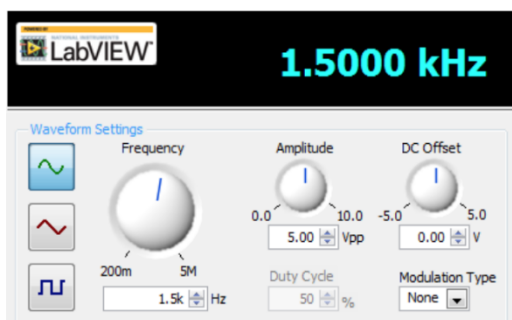 POWERED BY
NATIONAL INSTRUMENTS
LabVIEW™
1.5000 kHz
Waveform Settings
Frequency
Amplitude
DC Offset
0.0
10.0
-5.0
5.0
5.00 Vpp
0.00 V
200m
5M
Duty Cycle
Modulation Type
1.5k Hz
50 %
None